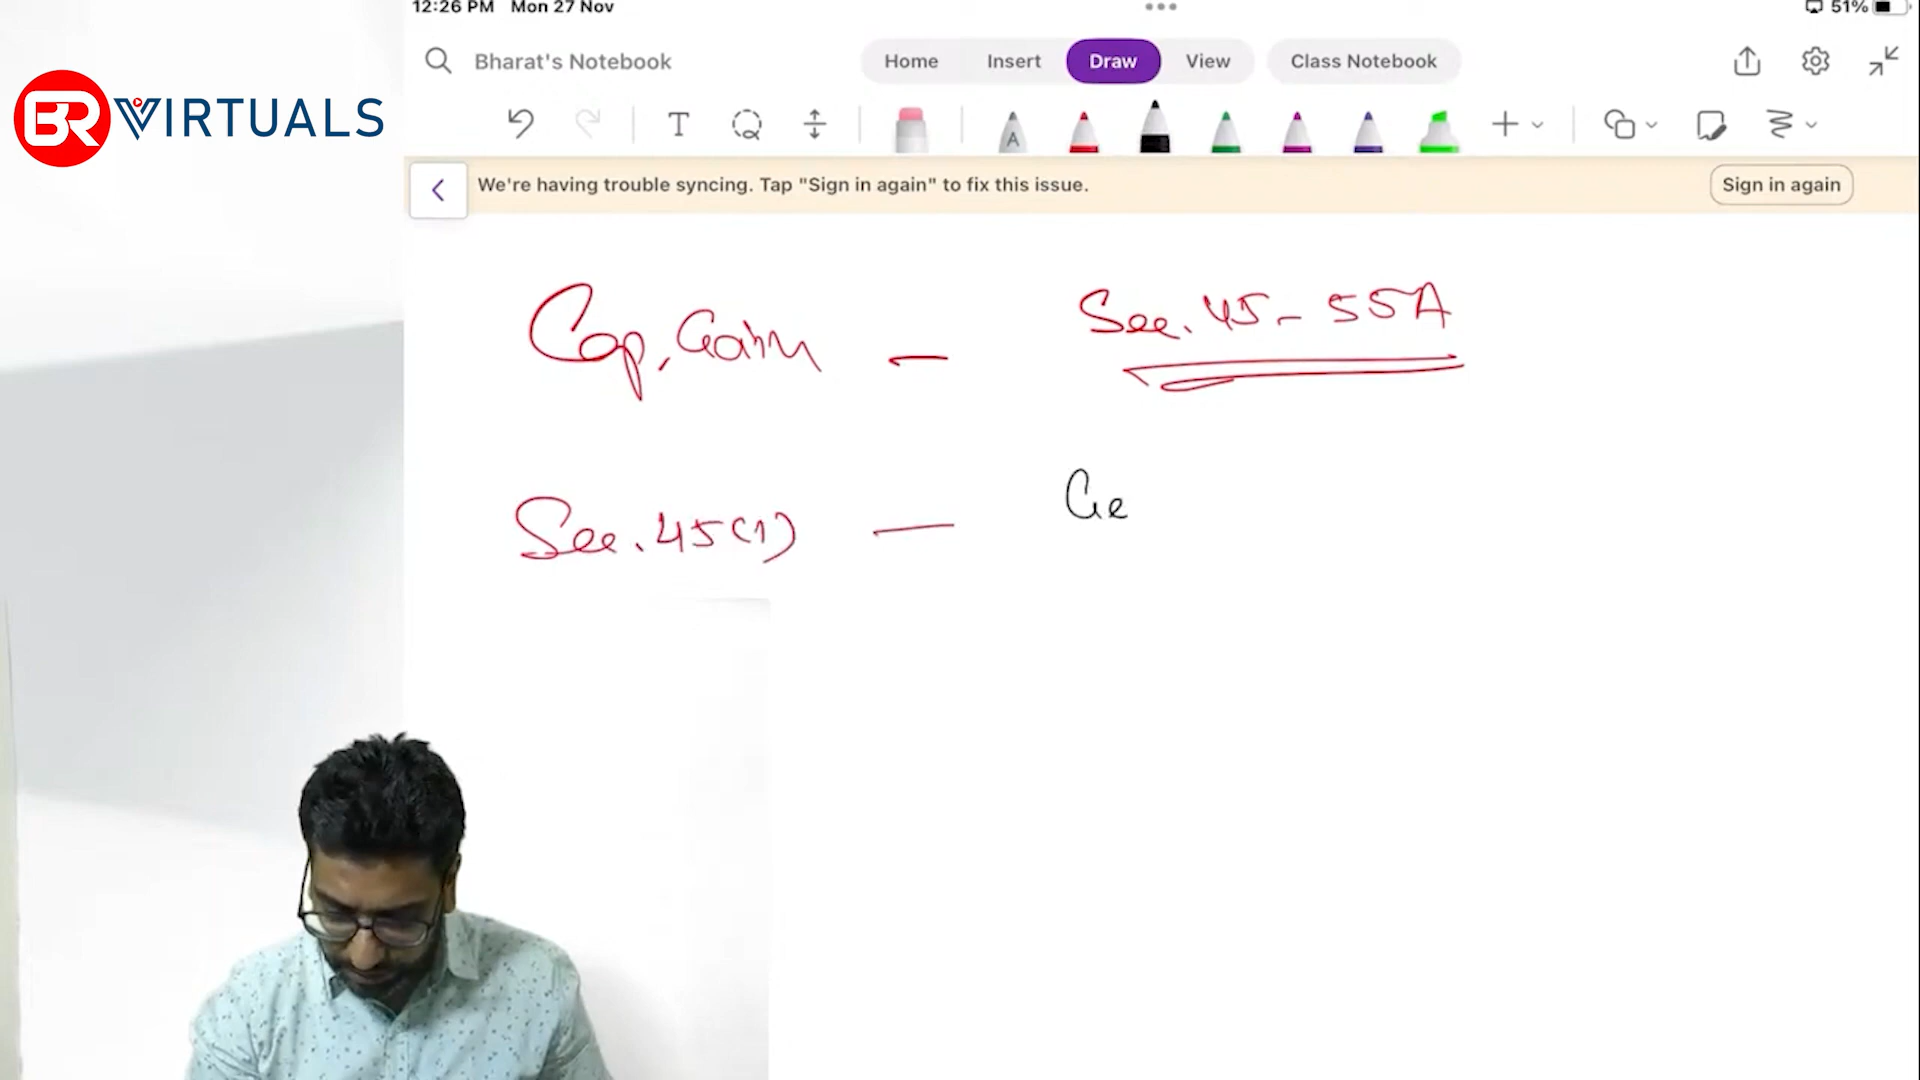 12:26 PM Mon 27 Nov
51%
BR VIRTUALS
Bharat's Notebook
Home Insert Draw View Class Notebook
T
A
We're having trouble syncing. Tap "Sign in again" to fix this issue.
Sign in again
Cap. Gain — Sec. 45 - 55A
Sec. 45(1) — Ge